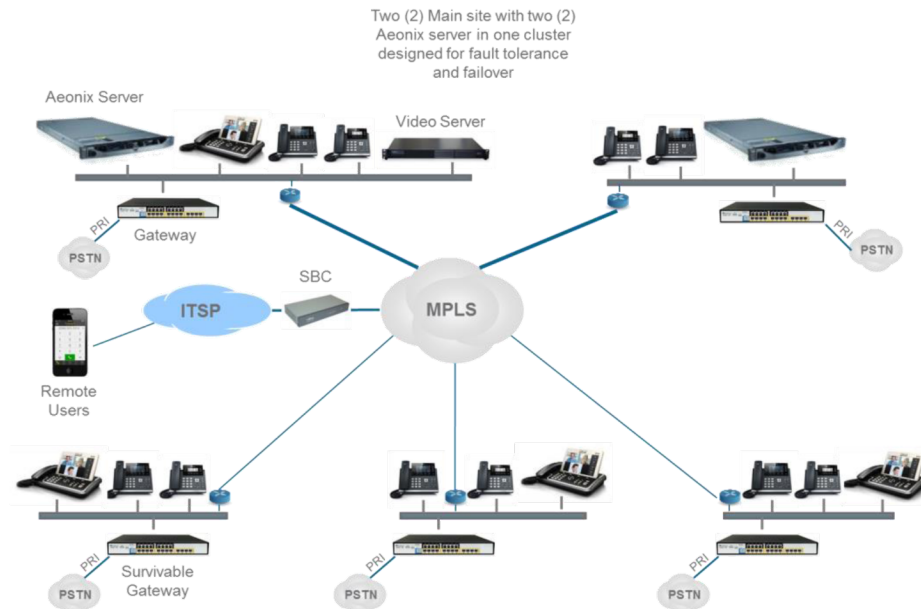 Two (2) Main site with two (2)
Aeonix server in one cluster
designed for fault tolerance
and failover
Aeonix Server
Video Server
PRI
PSTN
Gateway
PRI
PSTN
SBC
ITSP
MPLS
Remote
Users
PRI
PSTN
Survivable
Gateway
PRI
PSTN
PRI
PSTN